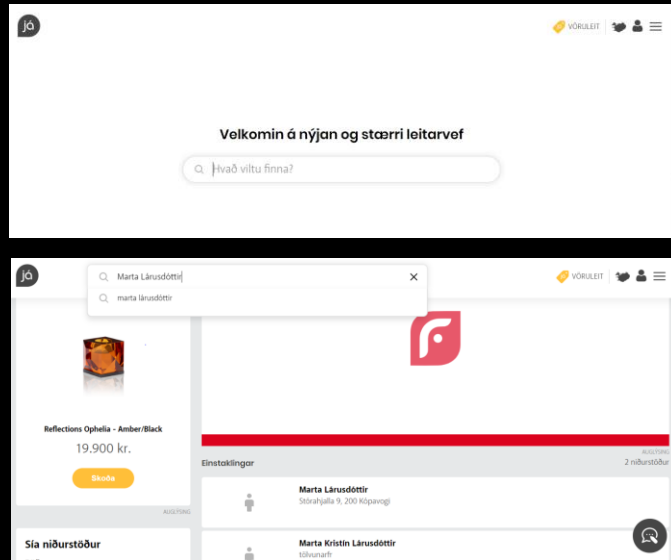 já
VÖRULEIT
Velkomin á nýjan og stærri leitarvef
Hvað viltu finna?
já
Marta Lárusdóttir
VÖRULEIT
marta lárusdóttir
Reflections Ophelia - Amber/Black
19.900 kr.
Skoða
AUGLÝSING
AUGLÝSING
Einstaklingar
2 niðurstöður
Marta Lárusdóttir
Stórahjalla 9, 200 Kópavogi
Sía niðurstöður
Marta Kristín Lárusdóttir
tölvunarfr